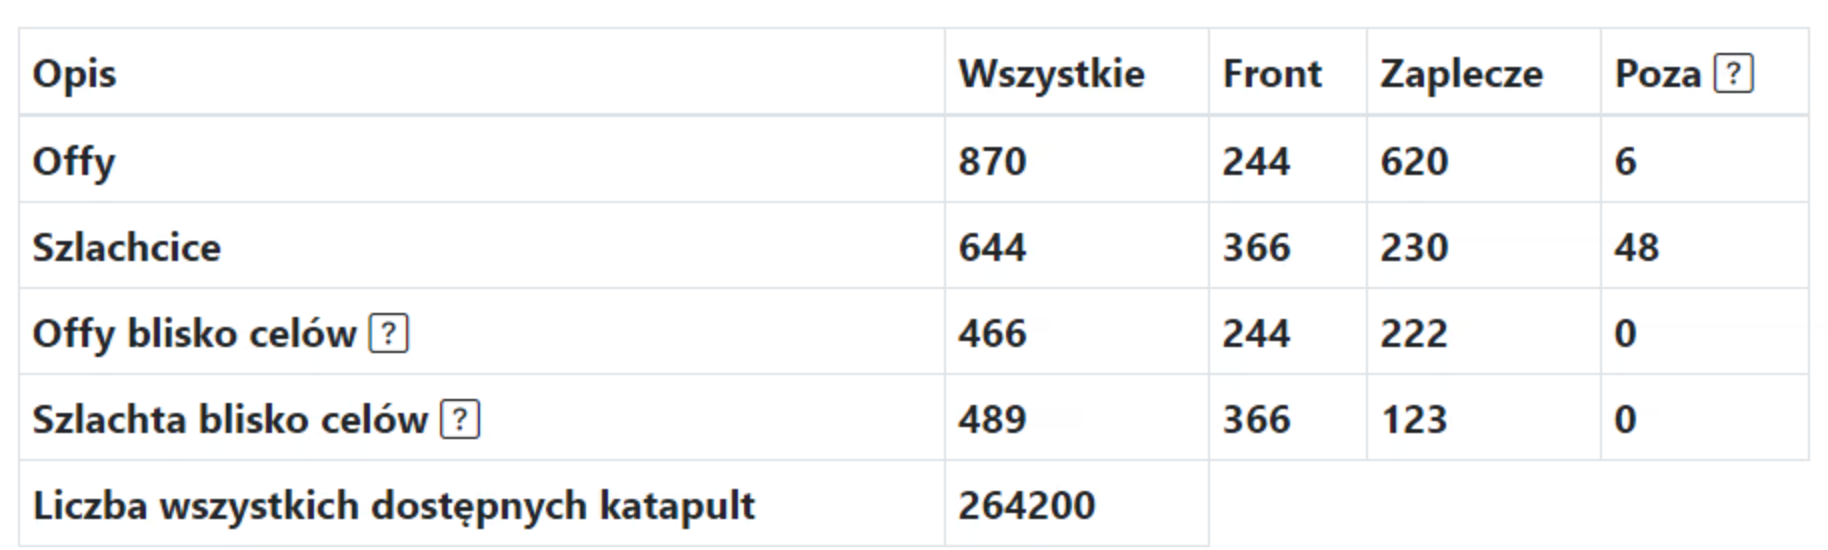 Opis Wszystkie Front Zaplecze Poza ?
Offy 870 244 620 6
Szlachcice 644 366 230 48
Offy blisko celów ? 466 244 222 0
Szlachta blisko celów ? 489 366 123 0
Liczba wszystkich dostępnych katapult 264200